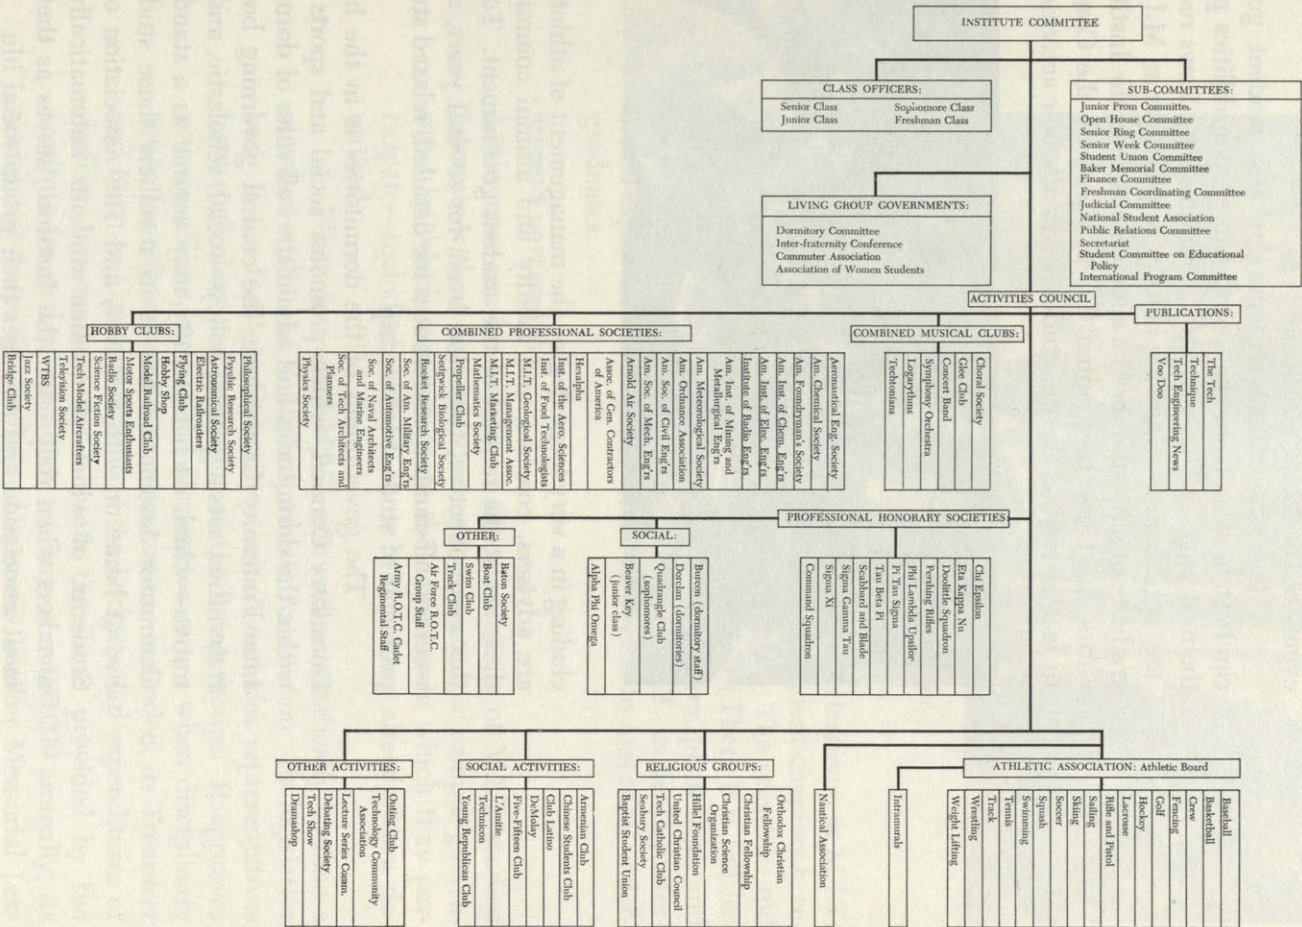 INSTITUTE COMMITTEE
CLASS OFFICERS:
Senior Class Sophomore Class
Junior Class Freshman Class
SUB-COMMITTEES:
Junior Prom Committee
Open House Committee
Senior Ring Committee
Senior Week Committee
Student Union Committee
Baker Memorial Committee
Finance Committee
Freshman Coordinating Committee
Judicial Committee
National Student Association
Public Relations Committee
Secretariat
Student Committee on Educational
Policy
International Program Committee
LIVING GROUP GOVERNMENTS:
Dormitory Committee
Inter-fraternity Conference
Commuter Association
Association of Women Students
ACTIVITIES COUNCIL
HOBBY CLUBS:
Philosophical Society
Psychic Research Society
Astronomical Society
Electric Railroaders
Flying Club
Hobby Shop
Model Railroad Club
Motor Sports Enthusiasts
Radio Society
Science Fiction Society
Tech Model Aircrafters
Television Society
WTBS
Jazz Society
Bridge Club
COMBINED PROFESSIONAL SOCIETIES:
Aeronautical Eng. Society
Am. Chemical Society
Am. Foundryman's Society
Am. Inst. of Chem. Eng'rs
Am. Inst. of Elec. Eng'rs
Institute of Radio Eng'rs
Am. Inst. of Mining and
Metallurgical Eng'rs
Am. Meteorological Society
Am. Ordnance Association
Am. Soc. of Civil Eng'rs
Am. Soc. of Mech. Eng'rs
Arnold Air Society
Assoc. of Gen. Contractors
of America
Hexalpha
Inst. of the Aero. Sciences
Inst. of Food Technologists
M.I.T. Geological Society
M.I.T. Management Assoc.
M.I.T. Marketing Club
Mathematics Society
Propeller Club
Sedgwick Biological Society
Rocket Research Society
Soc. of Am. Military Eng'rs
Soc. of Automotive Eng'rs
Soc. of Naval Architects
and Marine Engineers
Soc. of Tech Architects and
Planners
Physics Society
COMBINED MUSICAL CLUBS:
Choral Society
Glee Club
Concert Band
Symphony Orchestra
Logarythms
Techtonians
PUBLICATIONS:
The Tech
Technique
Tech Engineering News
Voo Doo
PROFESSIONAL HONORARY SOCIETIES:
Chi Epsilon
Eta Kappa Nu
Doolittle Squadron
Pershing Rifles
Phi Lambda Upsilon
Pi Tau Sigma
Tau Beta Pi
Scabbard and Blade
Sigma Gamma Tau
Sigma Xi
Command Squadron
SOCIAL:
Burcon (dormitory staff)
Dorclan (dormitories)
Quadrangle Club
(sophomores)
Beaver Key
(junior class)
Alpha Phi Omega
OTHER:
Baton Society
Boat Club
Swim Club
Track Club
Air Force R.O.T.C.
Group Staff
Army R.O.T.C. Cadet
Regimental Staff
OTHER ACTIVITIES:
Outing Club
Technology Community
Association
Lecture Series Comm.
Debating Society
Tech Show
Dramashop
SOCIAL ACTIVITIES:
Armenian Club
Chinese Students Club
Club Latino
DeMolay
Five-Fifteen Club
L'Amitie
Technicon
Young Republican Club
RELIGIOUS GROUPS:
Orthodox Christian
Fellowship
Christian Fellowship
Christian Science
Organization
Hillel Foundation
United Christian Council
Tech Catholic Club
Seabury Society
Baptist Student Union
Nautical Association
ATHLETIC ASSOCIATION: Athletic Board
Intramurals
Baseball
Basketball
Crew
Fencing
Golf
Hockey
Lacrosse
Rifle and Pistol
Sailing
Skiing
Soccer
Squash
Swimming
Tennis
Track
Wrestling
Weight Lifting